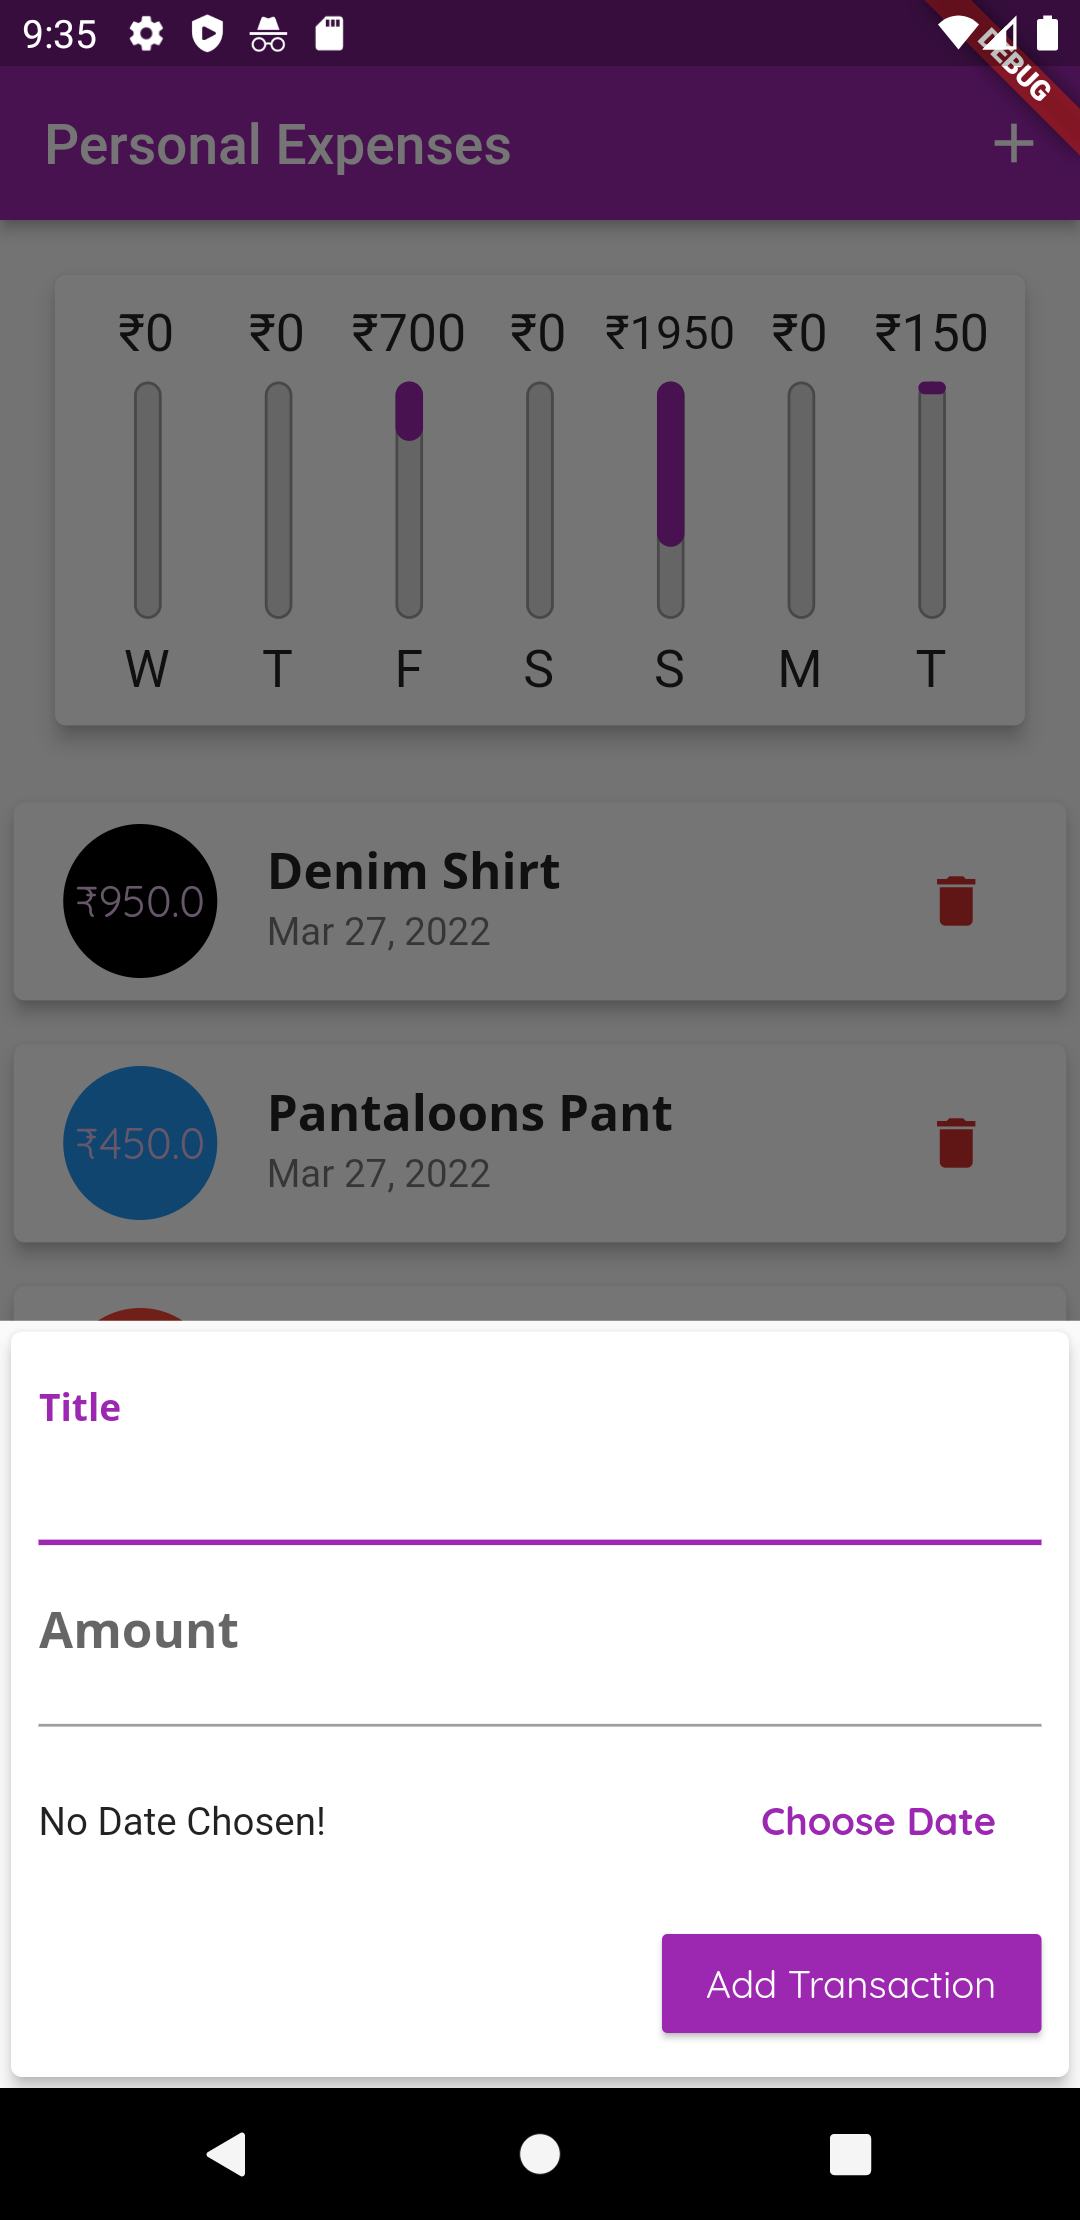 9:35
DEBUG
Personal Expenses
₹0 ₹0 ₹700 ₹0 ₹1950 ₹0 ₹150
W T F S S M T
₹950.0
Denim Shirt
Mar 27, 2022
₹450.0
Pantaloons Pant
Mar 27, 2022
Title
Amount
No Date Chosen! Choose Date
Add Transaction